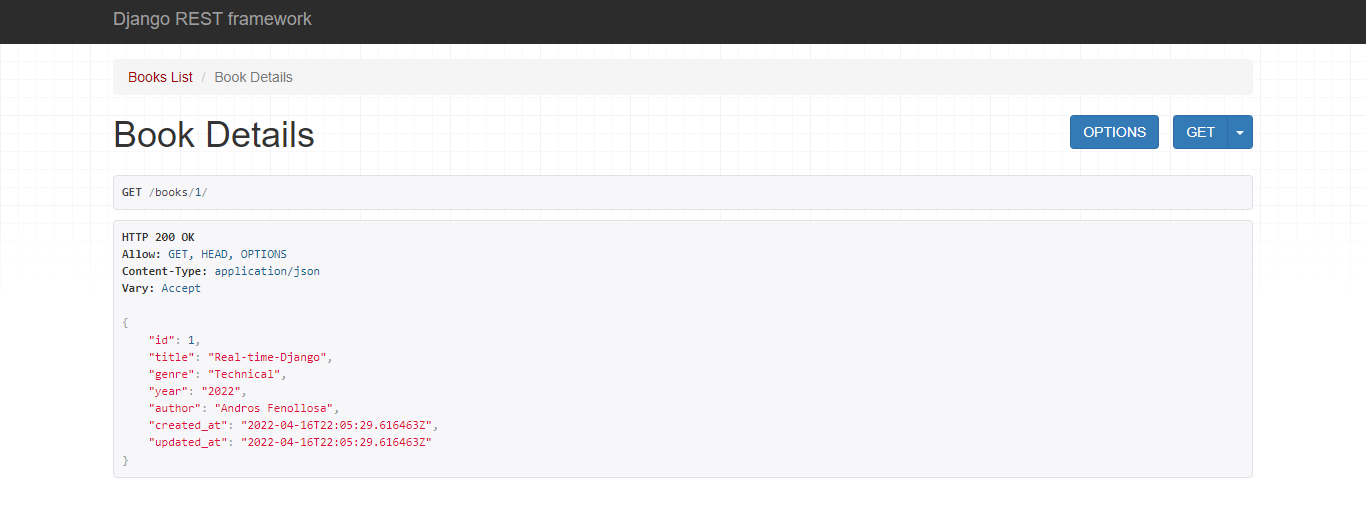 Django REST framework
Books List / Book Details
Book Details
OPTIONS GET
GET /books/1/
HTTP 200 OK
Allow: GET, HEAD, OPTIONS
Content-Type: application/json
Vary: Accept
{
    "id": 1,
    "title": "Real-time-Django",
    "genre": "Technical",
    "year": "2022",
    "author": "Andros Fenollosa",
    "created_at": "2022-04-16T22:05:29.616463Z",
    "updated_at": "2022-04-16T22:05:29.616463Z"
}